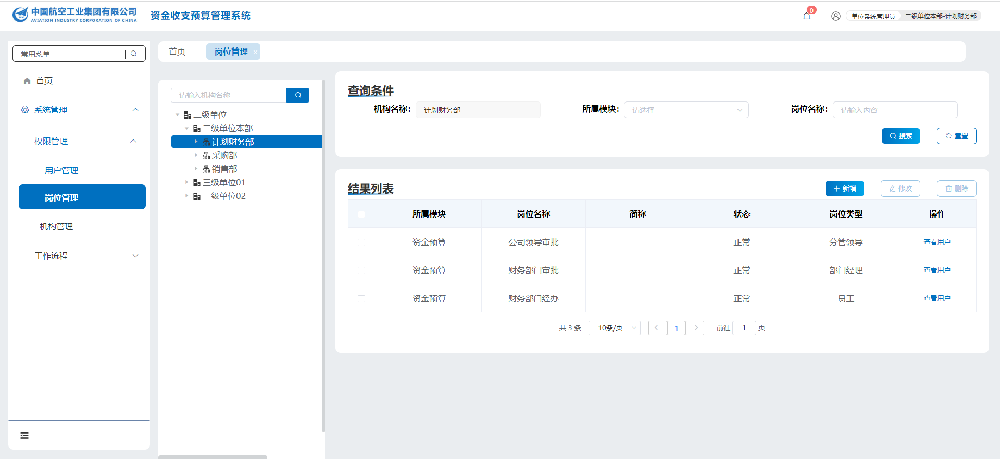 中国航空工业集团有限公司
AVIATION INDUSTRY CORPORATION OF CHINA
资金收支预算管理系统
0
单位系统管理员
二级单位本部-计划财务部
常用菜单
首页
系统管理
权限管理
用户管理
岗位管理
机构管理
工作流程
首页
岗位管理
请输入机构名称
二级单位
二级单位本部
计划财务部
采购部
销售部
三级单位01
三级单位02
查询条件
机构名称: 计划财务部
所属模块: 请选择
岗位名称: 请输入内容
搜索
重置
结果列表
新增
修改
删除
所属模块 岗位名称 简称 状态 岗位类型 操作
资金预算 公司领导审批 正常 分管领导 查看用户
资金预算 财务部门审批 正常 部门经理 查看用户
资金预算 财务部门经办 正常 员工 查看用户
共 3 条 10条/页 1 前往 1 页